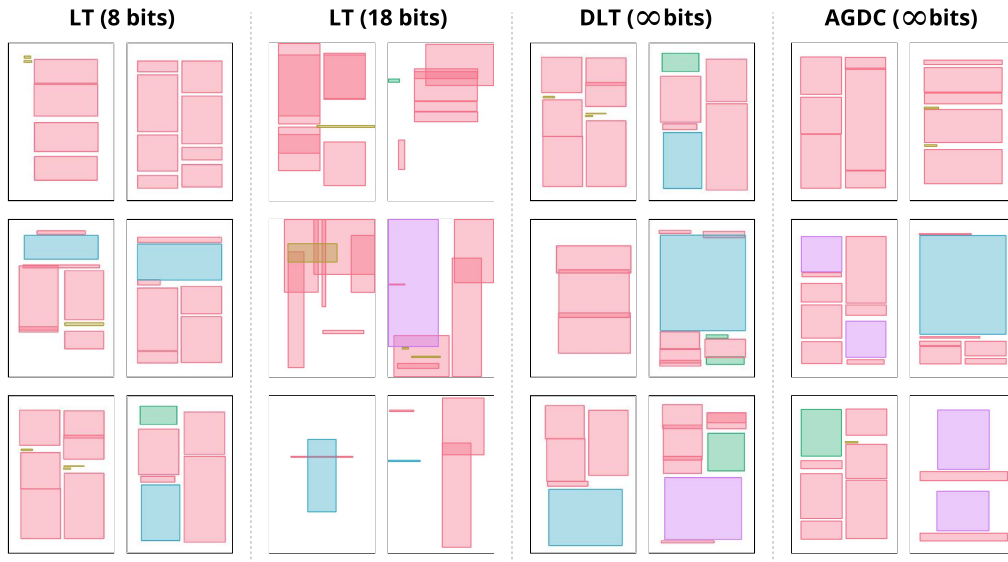 LT (8 bits)
LT (18 bits)
DLT (∞bits)
AGDC (∞bits)